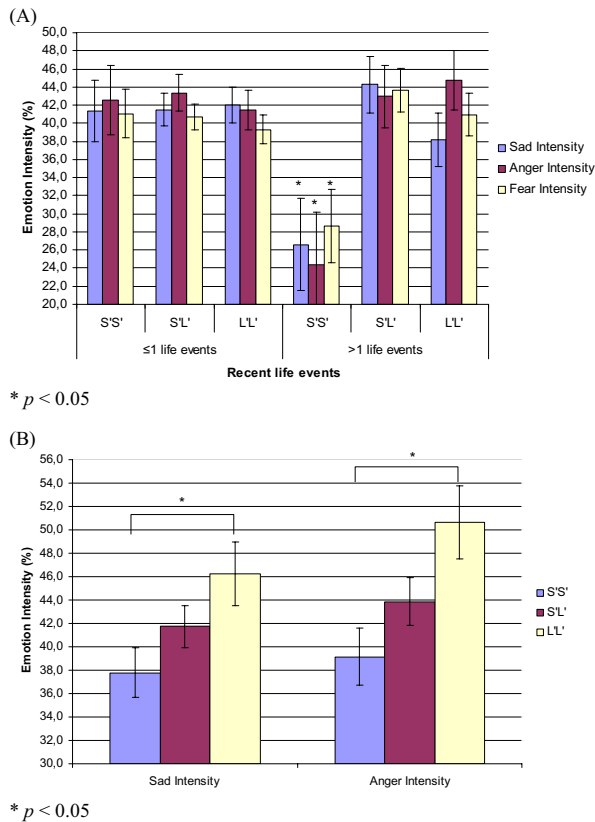 (A)
48,0
46,0
44,0
42,0
40,0
38,0
36,0
34,0
32,0
30,0
28,0
26,0
24,0
22,0
20,0
Emotion Intensity (%)
* * *
Sad Intensity
Anger Intensity
Fear Intensity
S'S' S'L' L'L' S'S' S'L' L'L'
≤1 life events >1 life events
Recent life events
* p < 0.05
(B)
56,0
54,0
52,0
50,0
48,0
46,0
44,0
42,0
40,0
38,0
36,0
34,0
32,0
30,0
Emotion Intensity (%)
* *
S'S'
S'L'
L'L'
Sad Intensity Anger Intensity
* p < 0.05